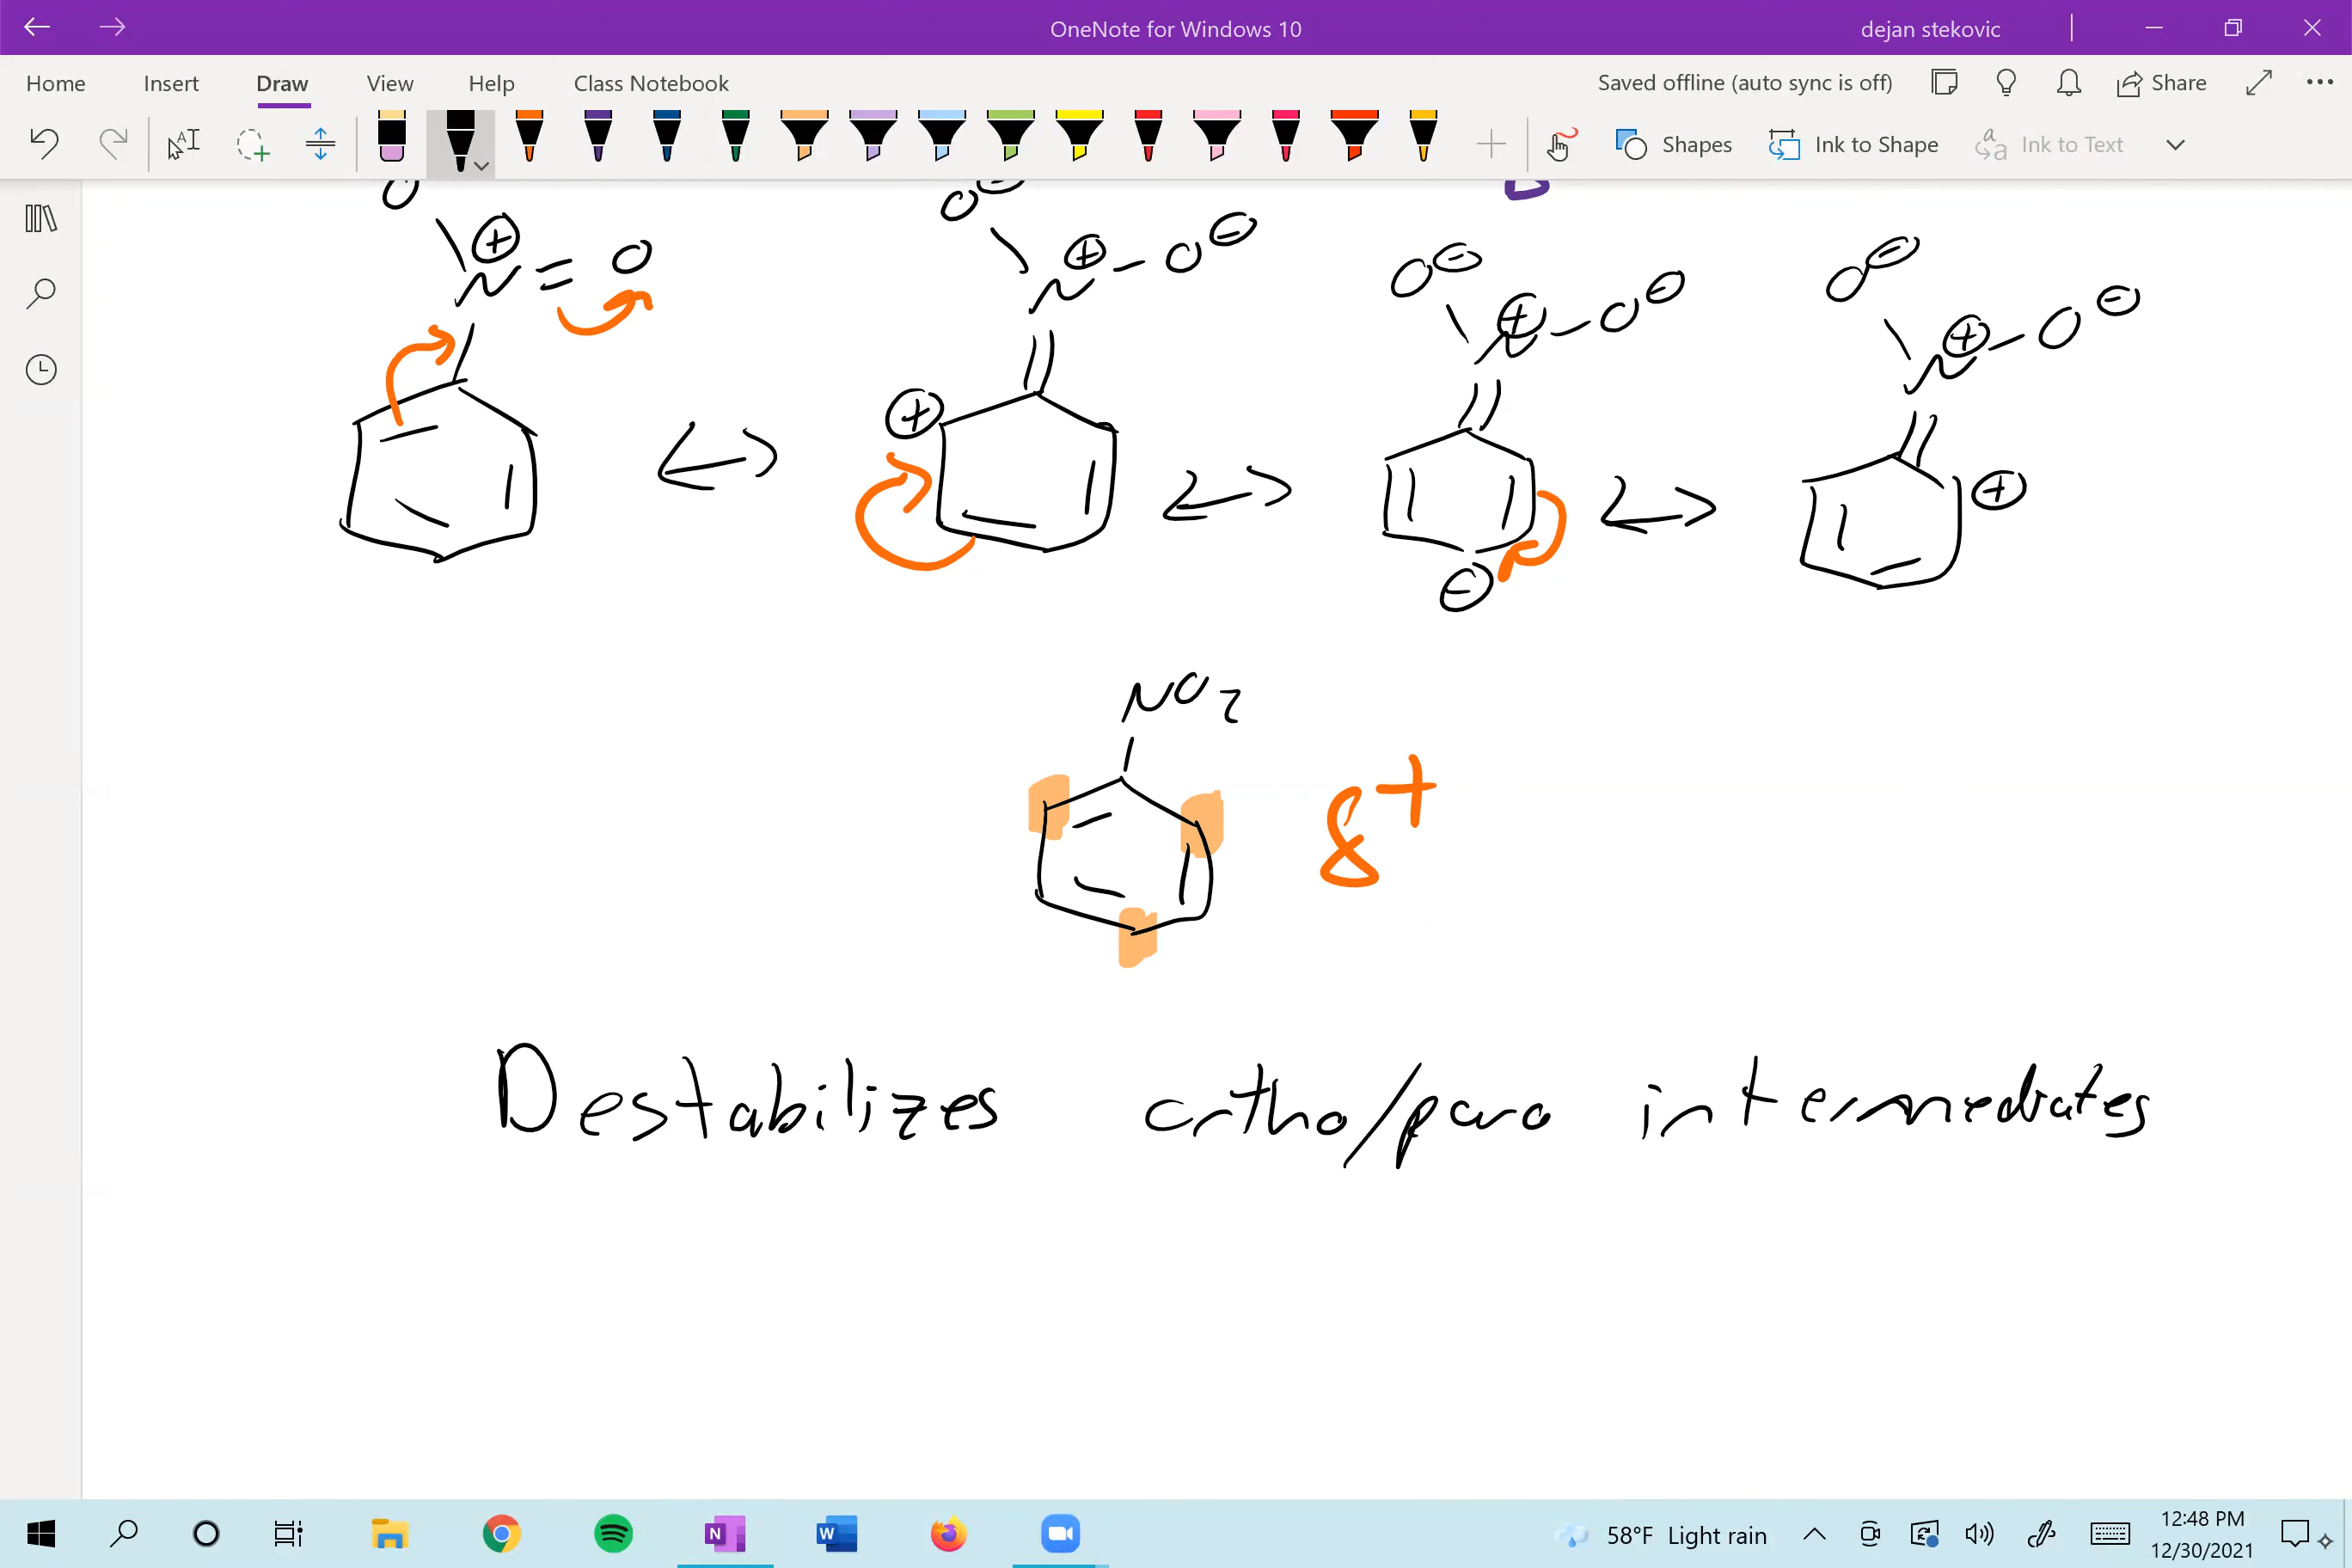 OneNote for Windows 10
dejan stekovic
Home Insert Draw View Help Class Notebook
Saved offline (auto sync is off)
Share
Shapes Ink to Shape Ink to Text
O O⊖
⊕ ⊕ O⊖ O⊖ O⊖
N = O N - O⊖ ⊕ - O⊖ ⊕ - O⊖
N N
⊕
⊕
⊖
NO2
δ+
Destabilizes ortho/para intermediates
58°F Light rain
12:48 PM
12/30/2021